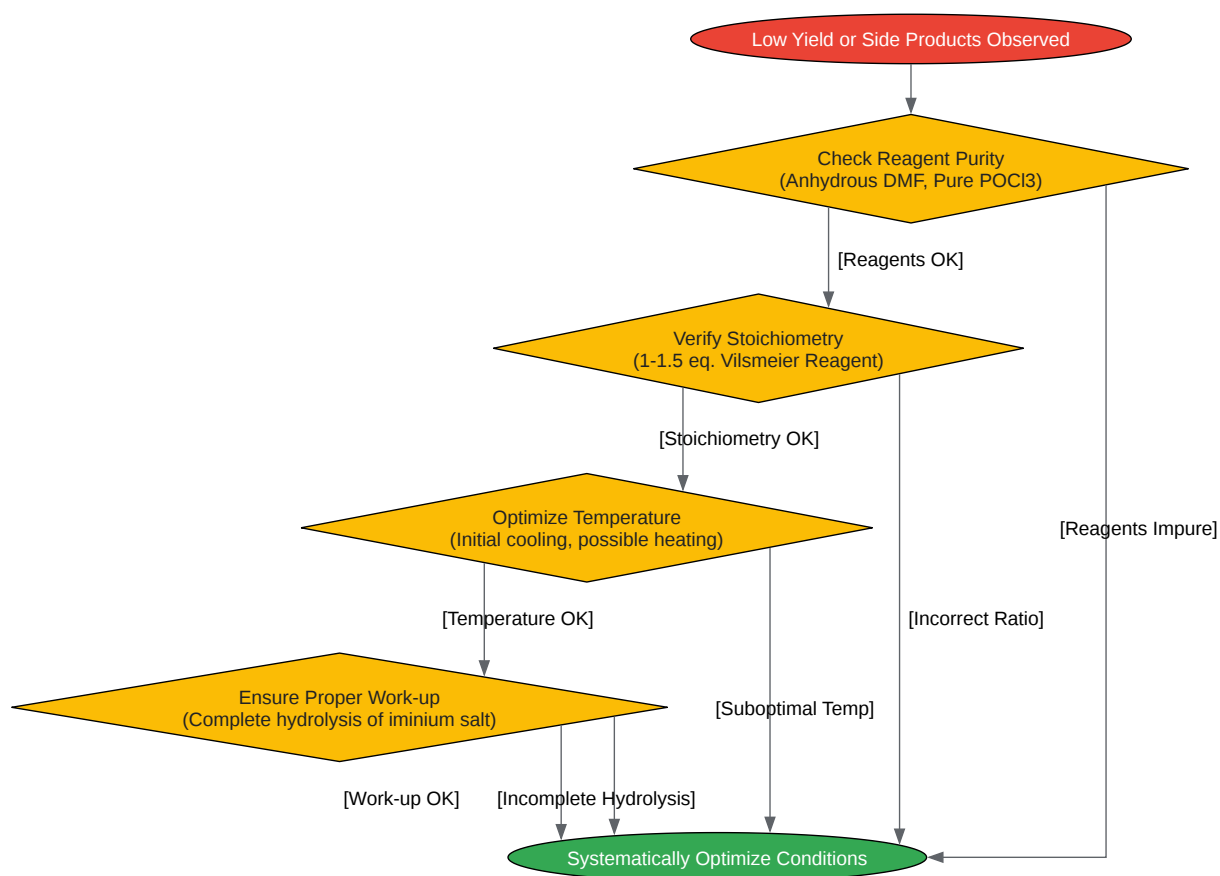 Low Yield or Side Products Observed
Check Reagent Purity
(Anhydrous DMF, Pure POCl3)
[Reagents OK]
Verify Stoichiometry
(1-1.5 eq. Vilsmeier Reagent)
[Stoichiometry OK]
Optimize Temperature
(Initial cooling, possible heating)
[Reagents Impure]
[Temperature OK]
[Incorrect Ratio]
Ensure Proper Work-up
(Complete hydrolysis of iminium salt)
[Suboptimal Temp]
[Work-up OK]
[Incomplete Hydrolysis]
Systematically Optimize Conditions